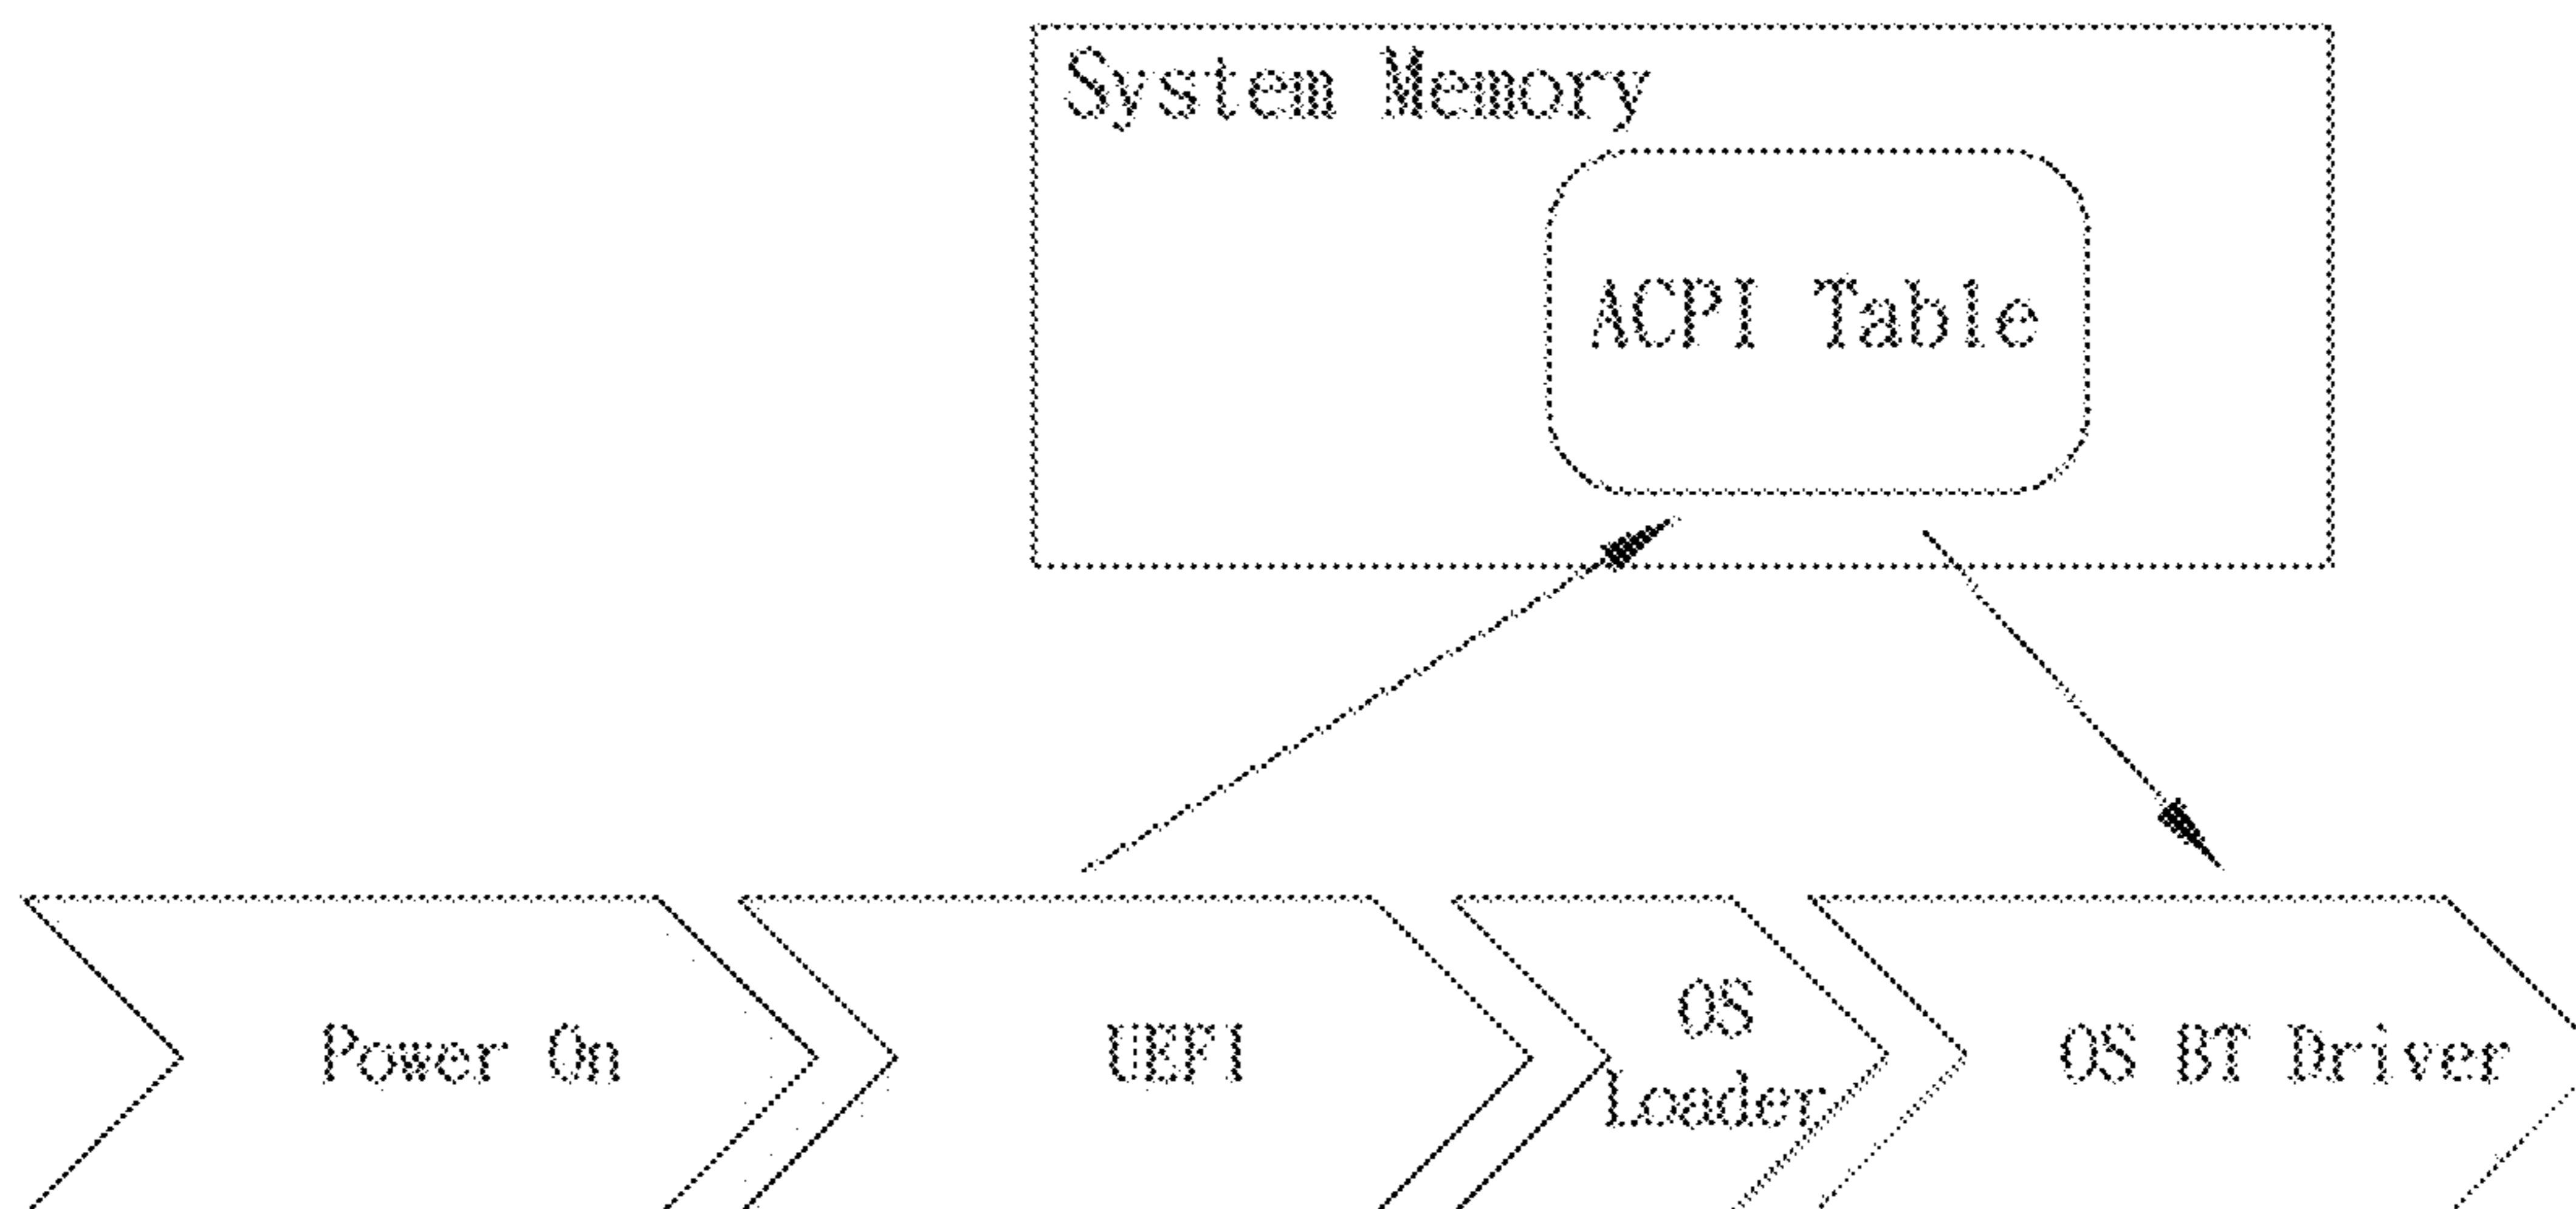 System Memory
ACPI Table
Power On
UEFI
OS
Loader
OS BT Driver